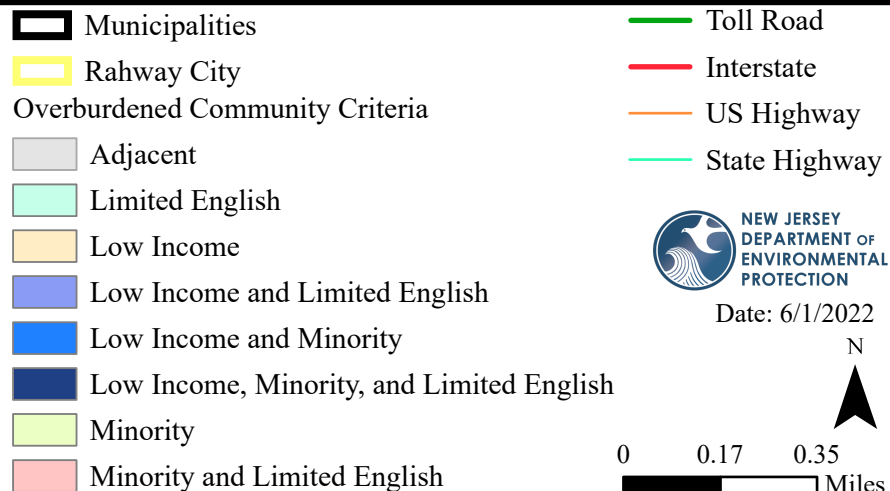 Municipalities
Rahway City
Overburdened Community Criteria
Adjacent
Limited English
Low Income
Low Income and Limited English
Low Income and Minority
Low Income, Minority, and Limited English
Minority
Minority and Limited English
Toll Road
Interstate
US Highway
State Highway
NEW JERSEY
DEPARTMENT OF
ENVIRONMENTAL
PROTECTION
Date: 6/1/2022
N
0 0.17 0.35
Miles